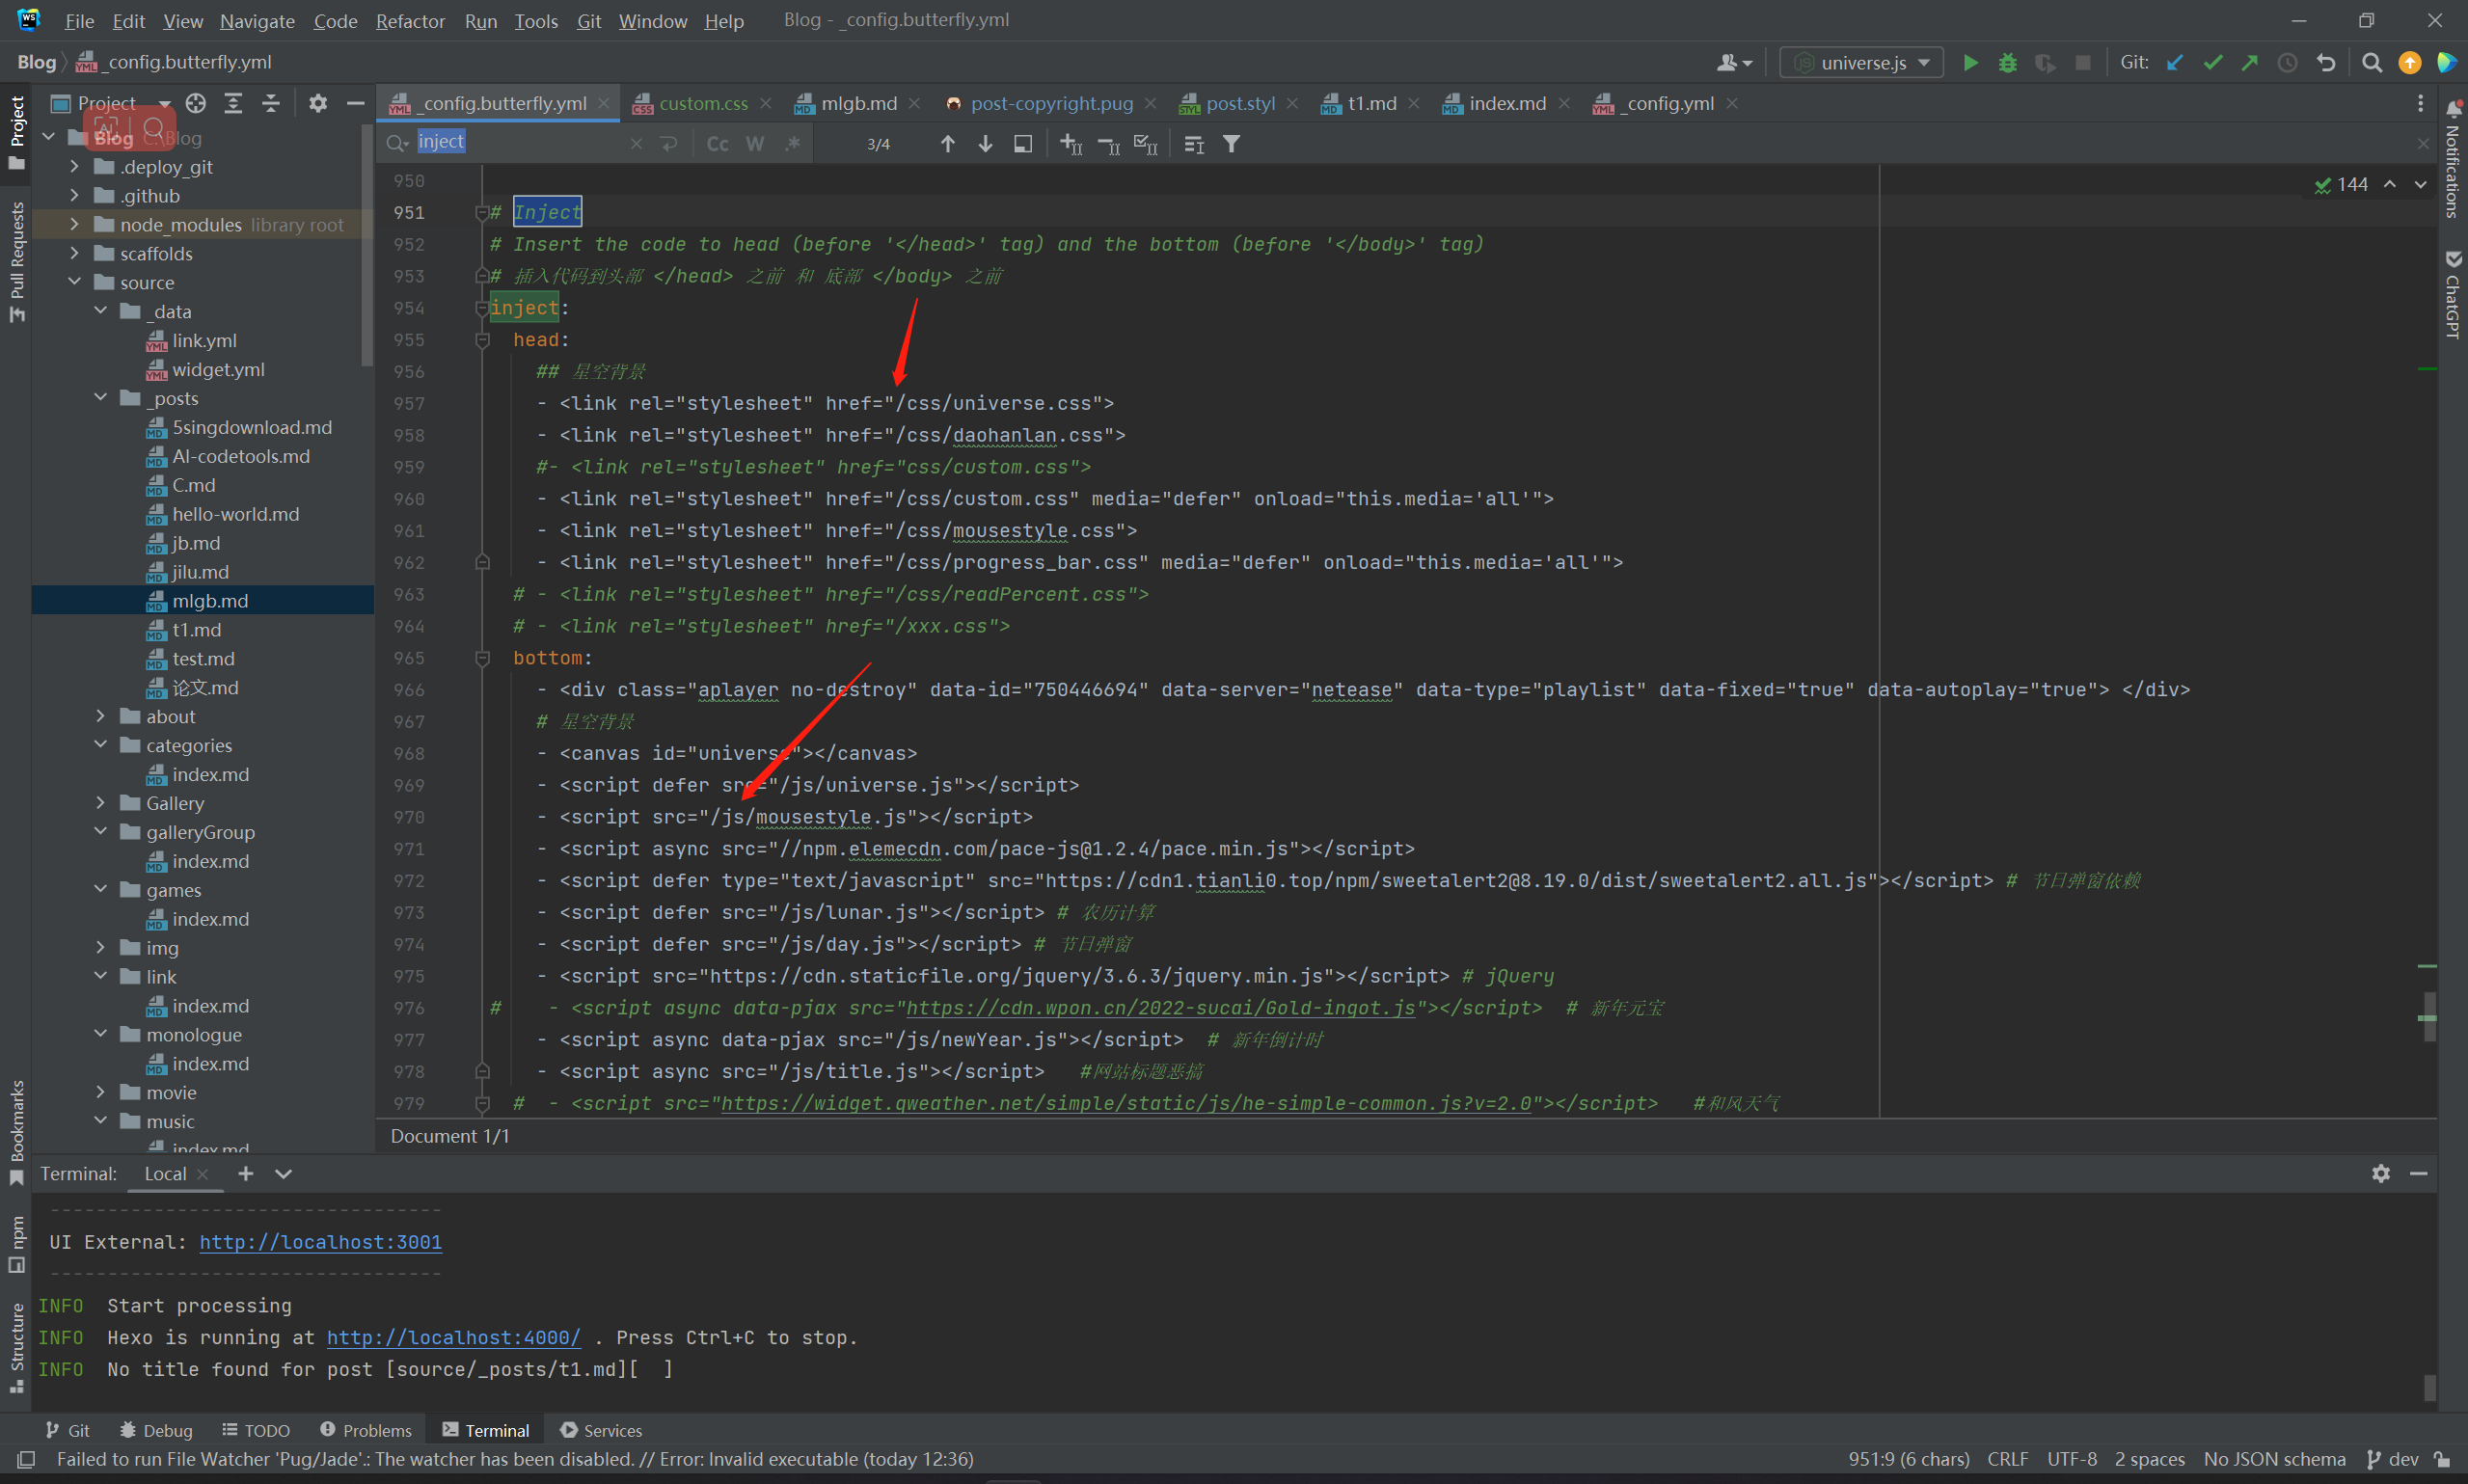 File Edit View Navigate Code Refactor Run Tools Git Window Help Blog - _config.butterfly.yml
Blog _config.butterfly.yml universe.js Git:
Project
_config.butterfly.yml custom.css mlgb.md post-copyright.pug post.styl t1.md index.md _config.yml
inject Cc W .* 3/4
144
Project
Pull Requests
Bookmarks
npm
Structure
Notifications
ChatGPT
Blog C:\Blog
.deploy_git
.github
node_modules library root
scaffolds
source
_data
link.yml
widget.yml
_posts
5singdownload.md
AI-codetools.md
C.md
hello-world.md
jb.md
jilu.md
mlgb.md
t1.md
test.md
论文.md
about
categories
index.md
Gallery
galleryGroup
index.md
games
index.md
img
link
index.md
monologue
index.md
movie
music
index.md
950
951 # Inject
952 # Insert the code to head (before '</head>' tag) and the bottom (before '</body>' tag)
953 # 插入代码到头部 </head> 之前 和 底部 </body> 之前
954 inject:
955 head:
956 ## 星空背景
957 - <link rel="stylesheet" href="/css/universe.css">
958 - <link rel="stylesheet" href="/css/daohanlan.css">
959 #- <link rel="stylesheet" href="css/custom.css">
960 - <link rel="stylesheet" href="/css/custom.css" media="defer" onload="this.media='all'">
961 - <link rel="stylesheet" href="/css/mousestyle.css">
962 - <link rel="stylesheet" href="/css/progress_bar.css" media="defer" onload="this.media='all'">
963 # - <link rel="stylesheet" href="/css/readPercent.css">
964 # - <link rel="stylesheet" href="/xxx.css">
965 bottom:
966 - <div class="aplayer no-destroy" data-id="750446694" data-server="netease" data-type="playlist" data-fixed="true" data-autoplay="true"> </div>
967 # 星空背景
968 - <canvas id="universe"></canvas>
969 - <script defer src="/js/universe.js"></script>
970 - <script src="/js/mousestyle.js"></script>
971 - <script async src="//npm.elemecdn.com/pace-js@1.2.4/pace.min.js"></script>
972 - <script defer type="text/javascript" src="https://cdn1.tianli0.top/npm/sweetalert2@8.19.0/dist/sweetalert2.all.js"></script> # 节日弹窗依赖
973 - <script defer src="/js/lunar.js"></script> # 农历计算
974 - <script defer src="/js/day.js"></script> # 节日弹窗
975 - <script src="https://cdn.staticfile.org/jquery/3.6.3/jquery.min.js"></script> # jQuery
976 # - <script async data-pjax src="https://cdn.wpon.cn/2022-sucai/Gold-ingot.js"></script> # 新年元宝
977 - <script async data-pjax src="/js/newYear.js"></script> # 新年倒计时
978 - <script async src="/js/title.js"></script> #网站标题恶搞
979 # - <script src="https://widget.qweather.net/simple/static/js/he-simple-common.js?v=2.0"></script> #和风天气
Document 1/1
Terminal: Local
----------------------------------
UI External: http://localhost:3001
----------------------------------
INFO Start processing
INFO Hexo is running at http://localhost:4000/ . Press Ctrl+C to stop.
INFO No title found for post [source/_posts/t1.md][ ]
Git Debug TODO Problems Terminal Services
Failed to run File Watcher 'Pug/Jade'.: The watcher has been disabled. // Error: Invalid executable (today 12:36) 951:9 (6 chars) CRLF UTF-8 2 spaces No JSON schema dev